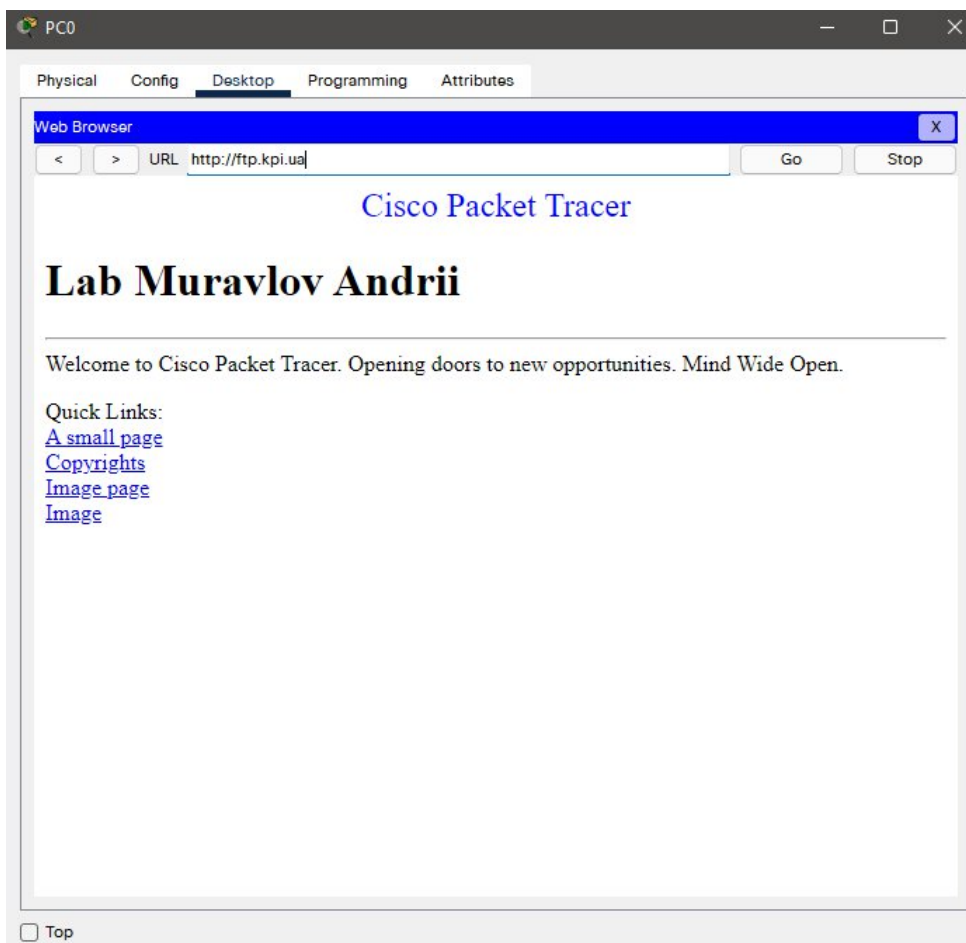 PC0
Physical Config Desktop Programming Attributes
Web Browser X
< > URL http://ftp.kpi.ua Go Stop
Cisco Packet Tracer
Lab Muravlov Andrii
Welcome to Cisco Packet Tracer. Opening doors to new opportunities. Mind Wide Open.
Quick Links:
A small page
Copyrights
Image page
Image
Top